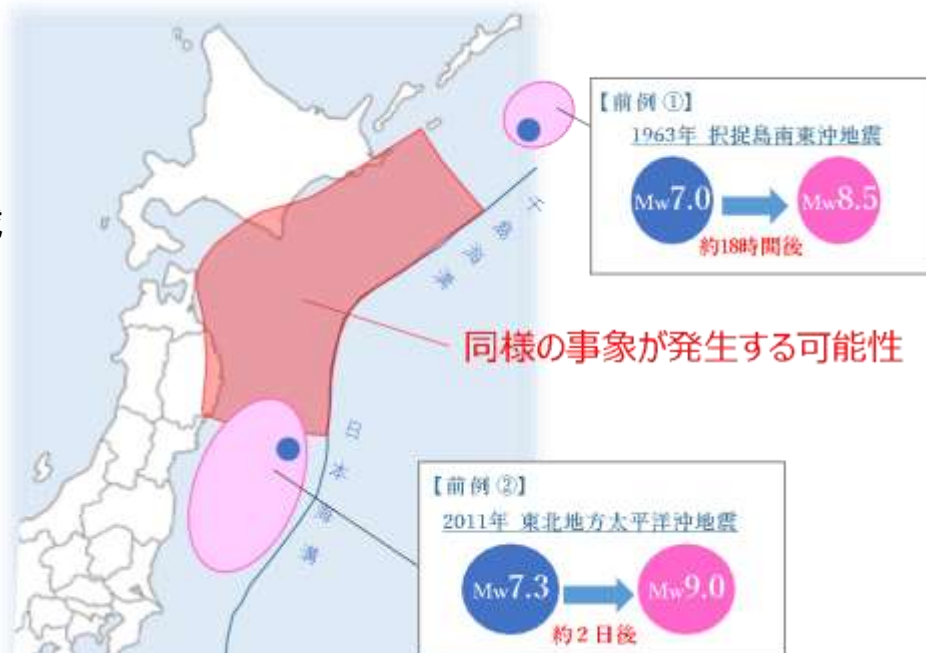 【前例①】
1963年 択捉島南東沖地震
Mw7.0
Mw8.5
約18時間後
千島海溝
同様の事象が発生する可能性
日本海溝
【前例②】
2011年 東北地方太平洋沖地震
Mw7.3
Mw9.0
約2日後